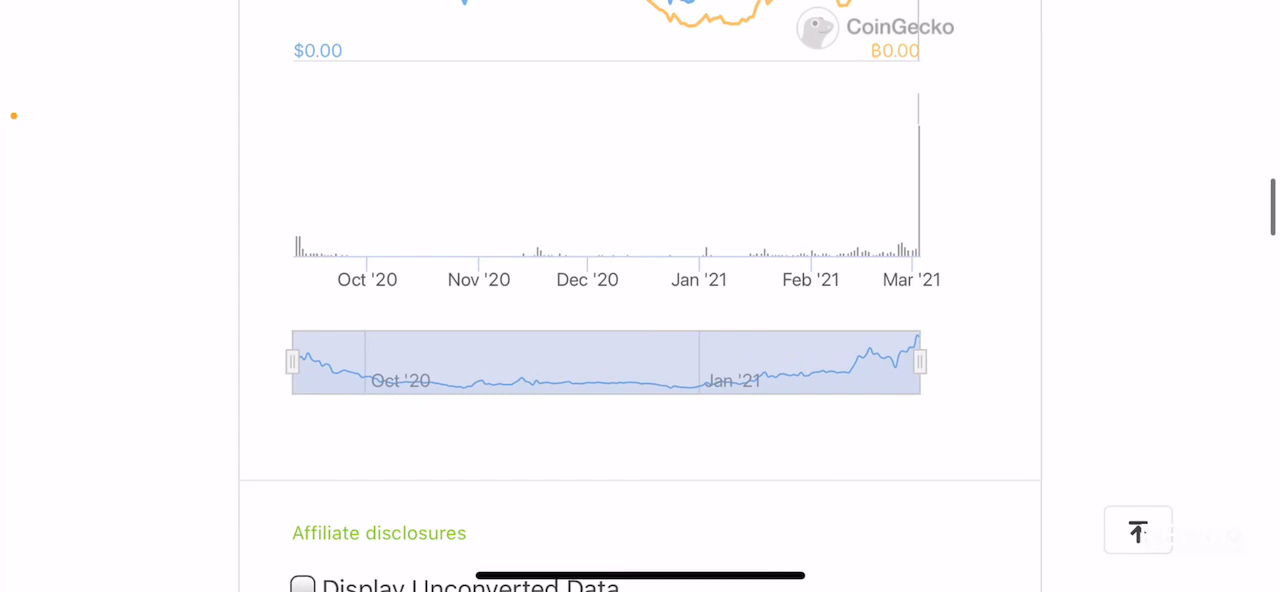 CoinGecko
$0.00 ₿0.00
Oct '20 Nov '20 Dec '20 Jan '21 Feb '21 Mar '21
Oct '20 Jan '21
Affiliate disclosures
Display Unconverted Data